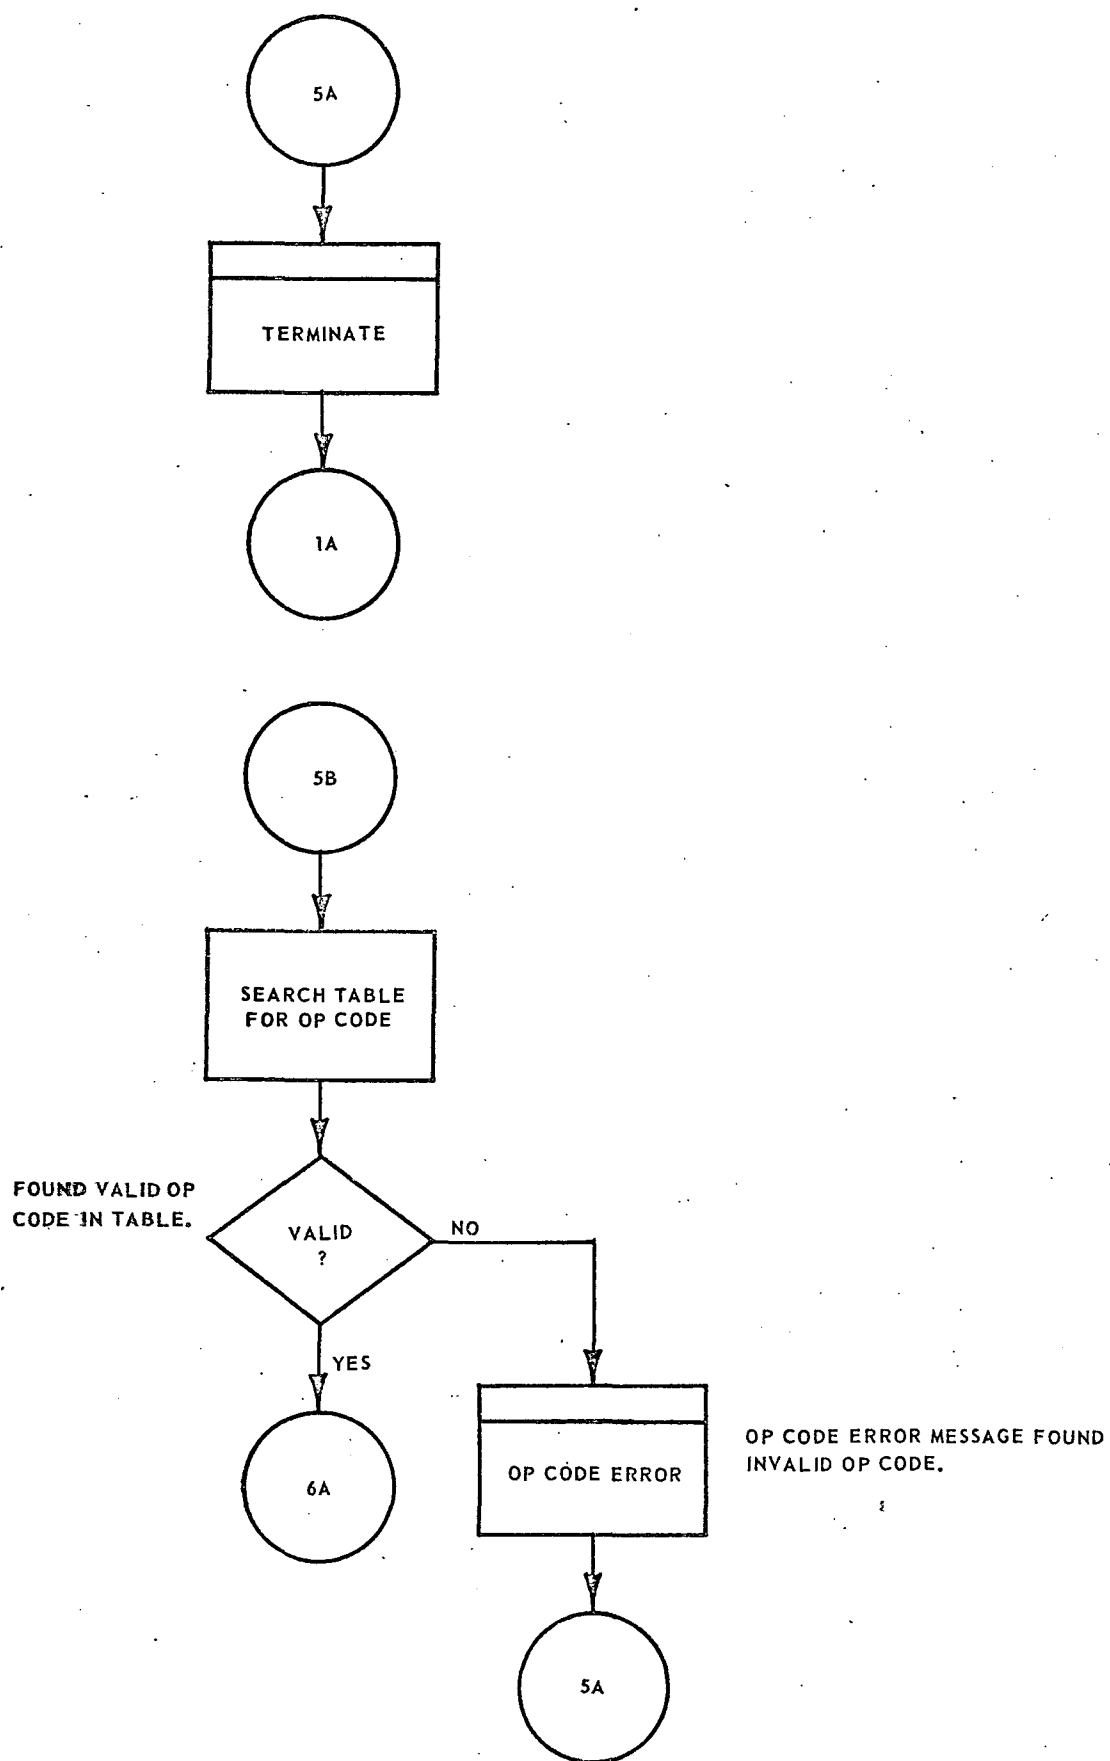 5A
TERMINATE
1A
5B
SEARCH TABLE
FOR OP CODE
FOUND VALID OP
CODE IN TABLE.
VALID
?
NO
YES
6A
OP CODE ERROR
OP CODE ERROR MESSAGE FOUND
INVALID OP CODE.
5A